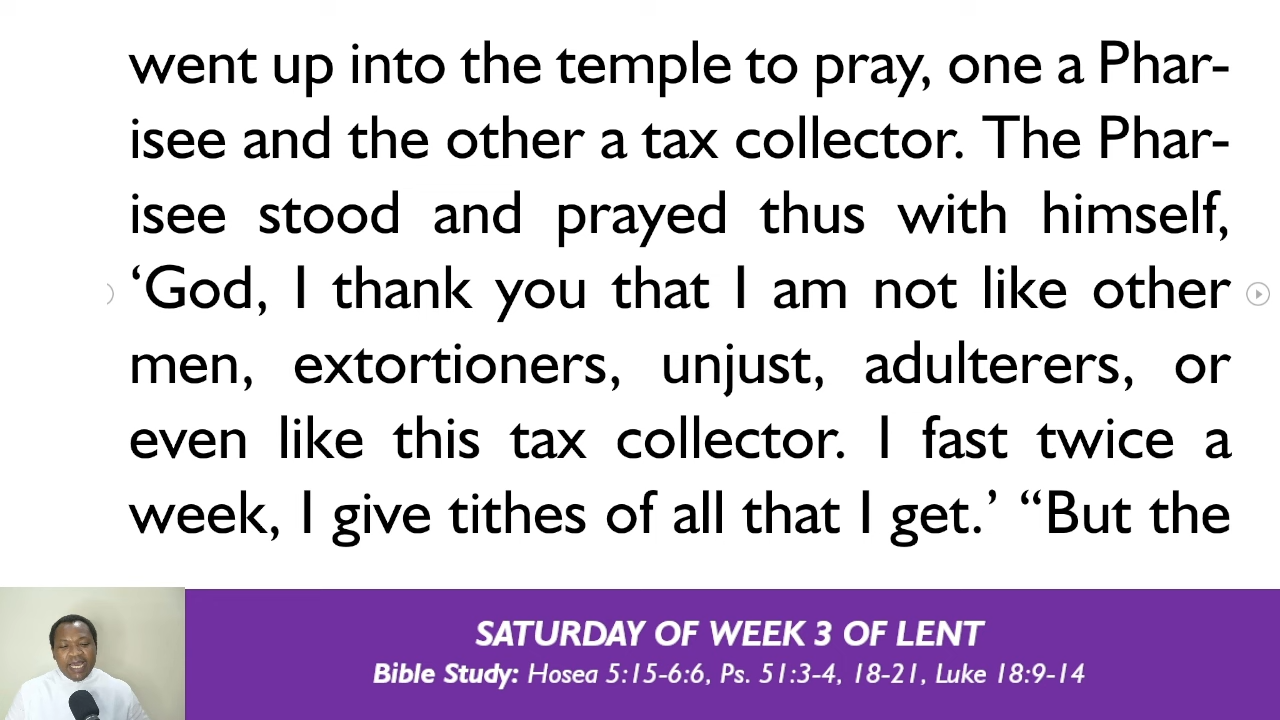 went up into the temple to pray, one a Phar-
isee and the other a tax collector. The Phar-
isee stood and prayed thus with himself,
‘God, I thank you that I am not like other
men, extortioners, unjust, adulterers, or
even like this tax collector. I fast twice a
week, I give tithes of all that I get.’ “But the
SATURDAY OF WEEK 3 OF LENT
Bible Study: Hosea 5:15-6:6, Ps. 51:3-4, 18-21, Luke 18:9-14